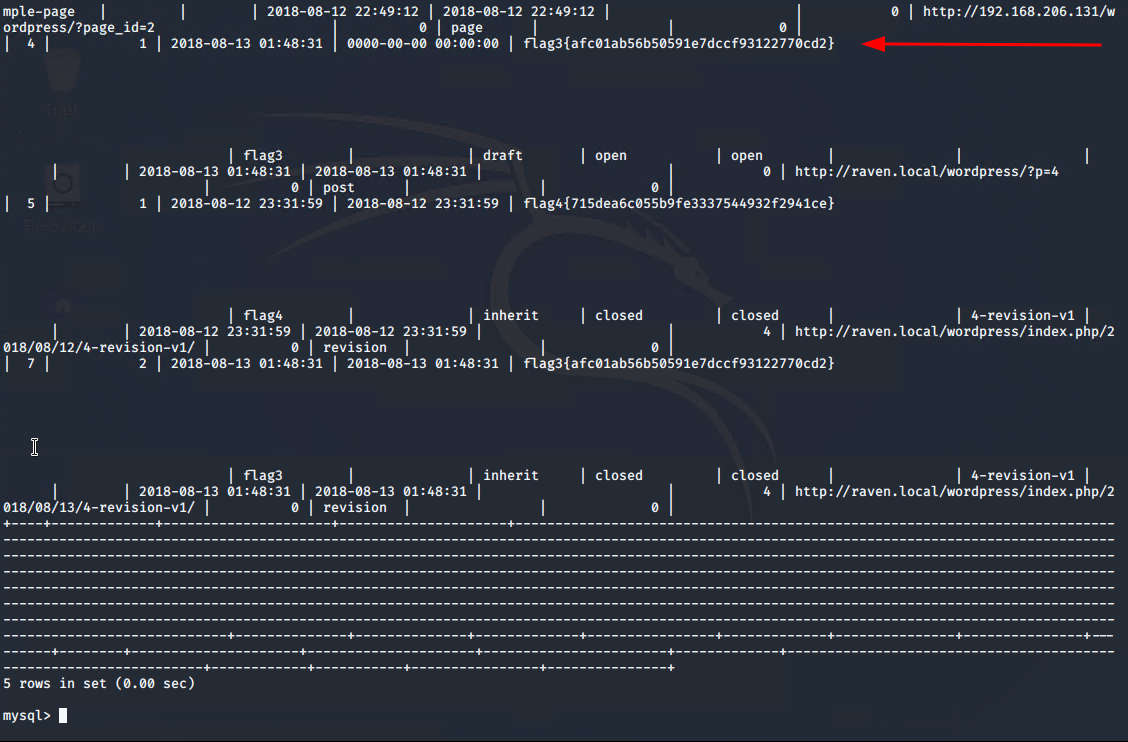 mple-page | | | 2018-08-12 22:49:12 | 2018-08-12 22:49:12 | | 0 | http://192.168.206.131/w
ordpress/?page_id=2 | 0 | page | | 0 |
| 4 | 1 | 2018-08-13 01:48:31 | 0000-00-00 00:00:00 | flag3{afc01ab56b50591e7dccf93122770cd2}
Trash
| flag3 | | draft | open | open | | |
| | 2018-08-13 01:48:31 | 2018-08-13 01:48:31 | | 0 | http://raven.local/wordpress/?p=4
| 0 | post | | 0 |
| 5 | 1 | 2018-08-12 23:31:59 | 2018-08-12 23:31:59 | flag4{715dea6c055b9fe3337544932f2941ce}
File System
| flag4 | | inherit | closed | closed | | 4-revision-v1 |
| | 2018-08-12 23:31:59 | 2018-08-12 23:31:59 | | 4 | http://raven.local/wordpress/index.php/2
018/08/12/4-revision-v1/ | 0 | revision | | 0 |
| 7 | 2 | 2018-08-13 01:48:31 | 2018-08-13 01:48:31 | flag3{afc01ab56b50591e7dccf93122770cd2}
| flag3 | | inherit | closed | closed | | 4-revision-v1 |
| | 2018-08-13 01:48:31 | 2018-08-13 01:48:31 | | 4 | http://raven.local/wordpress/index.php/2
018/08/13/4-revision-v1/ | 0 | revision | | 0 |
5 rows in set (0.00 sec)
mysql>